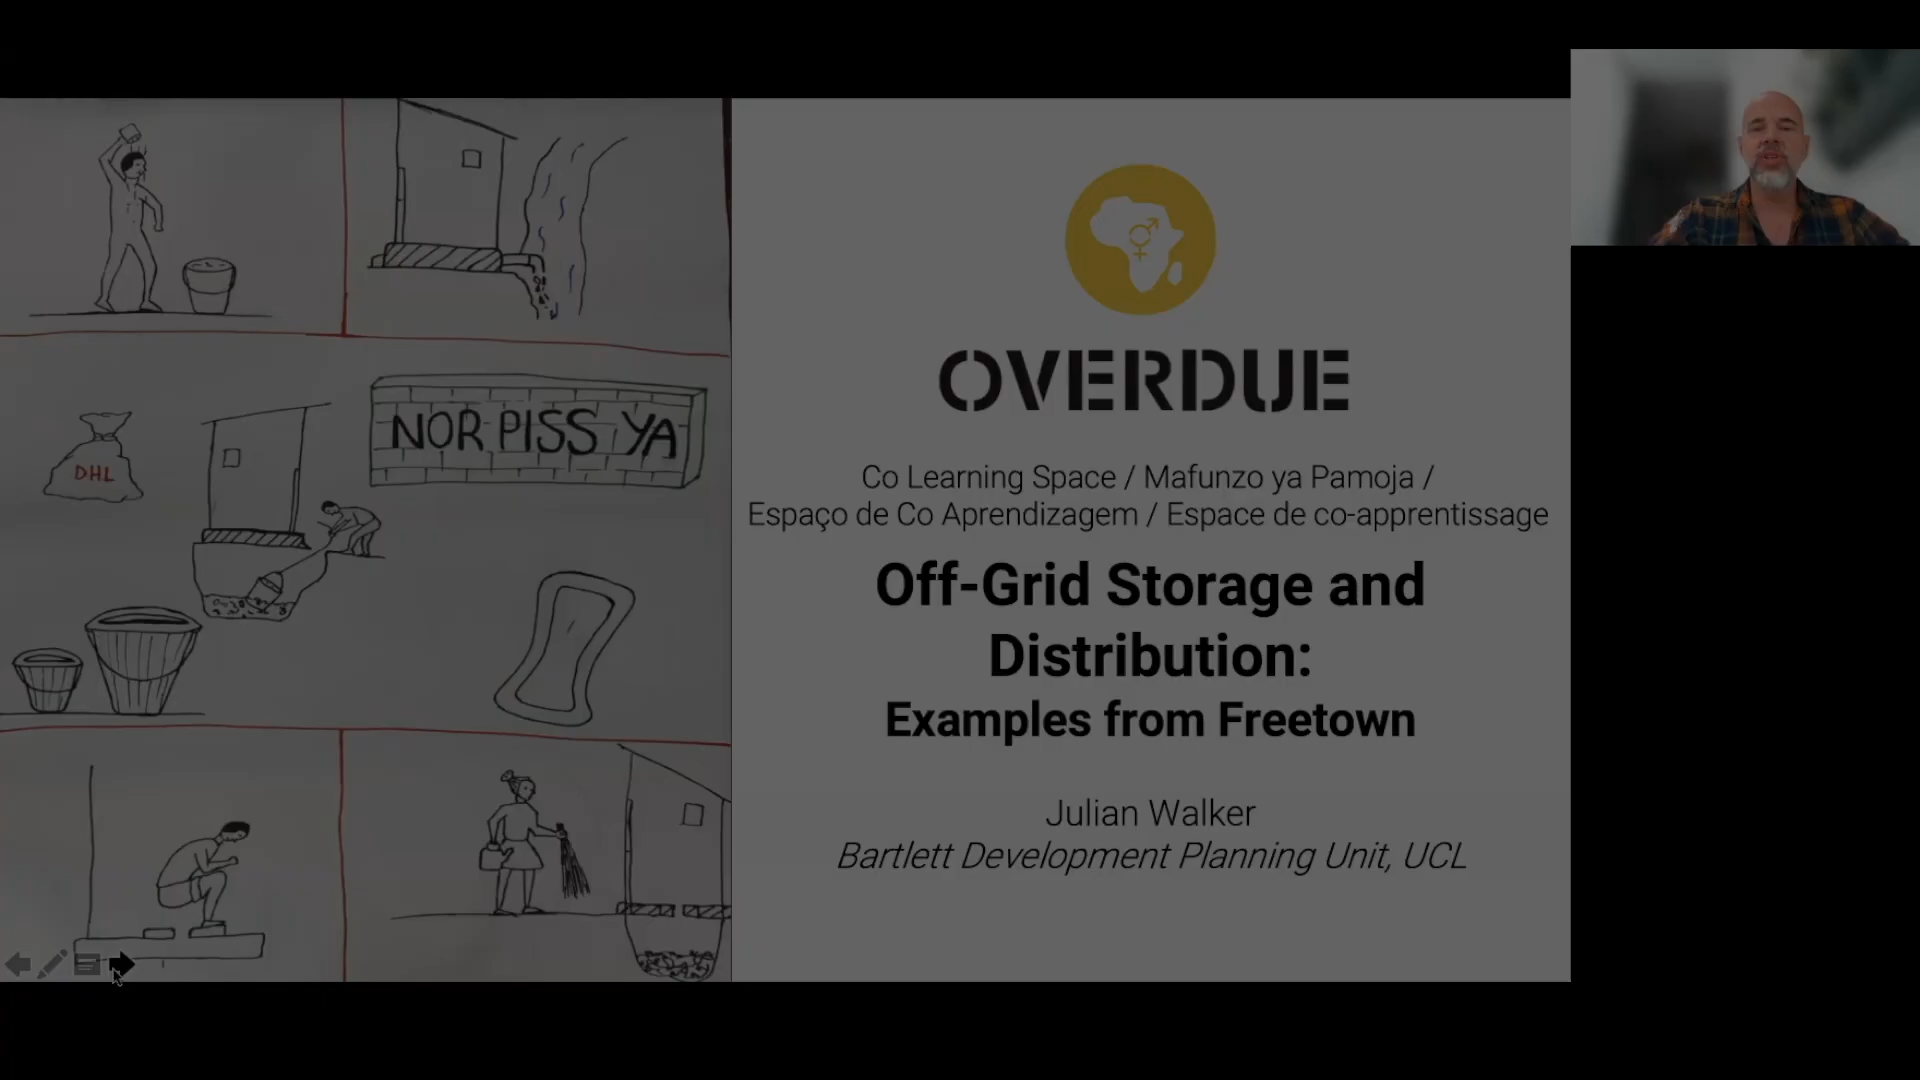 NOR PISS YA
DHL
OVERDUE
Co Learning Space / Mafunzo ya Pamoja /
Espaço de Co Aprendizagem / Espace de co-apprentissage
Off-Grid Storage and
Distribution:
Examples from Freetown
Julian Walker
Bartlett Development Planning Unit, UCL